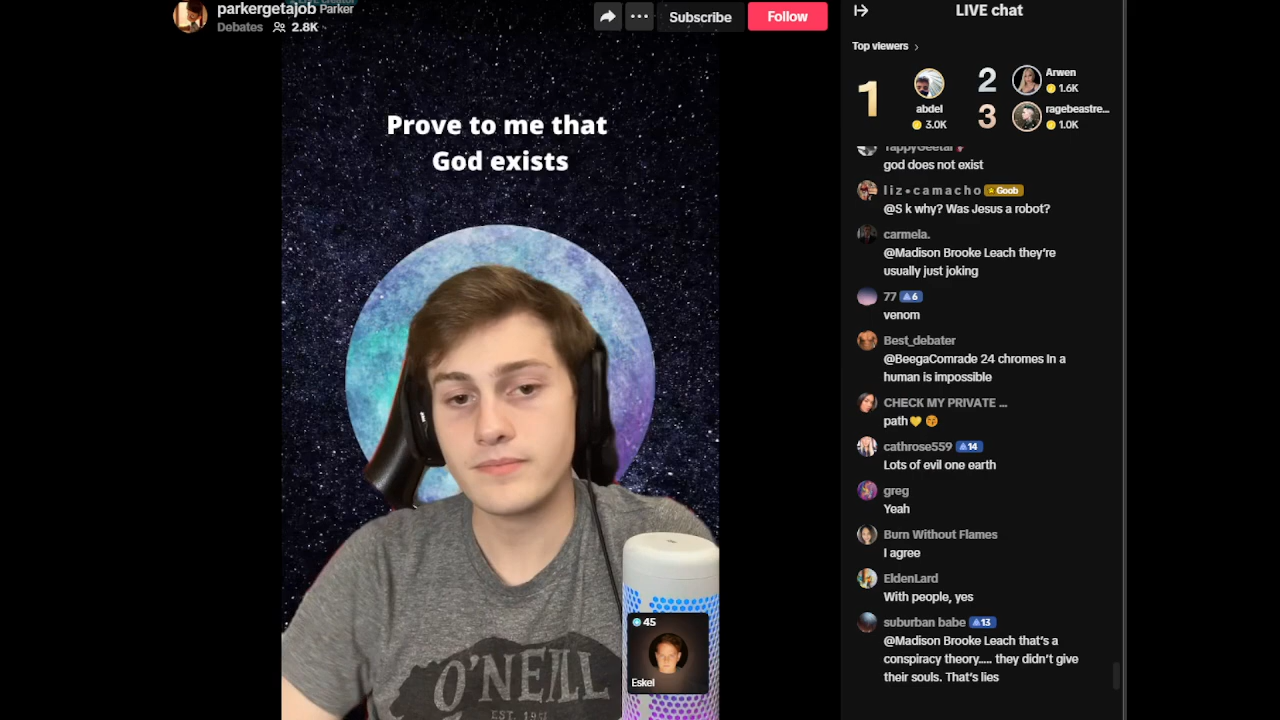 parkergetajob Parker
Debates 2.8K
Subscribe
Follow
Prove to me that
God exists
45
Eskel
O'NEILL
LIVE chat
Top viewers >
1
abdel
3.0K
2
Arwen
1.6K
3
ragebeastre...
1.0K
god does not exist
liz•camacho Goob
@S k why? Was Jesus a robot?
carmela.
@Madison Brooke Leach they're
usually just joking
77 6
venom
Best_debater
@BeegaComrade 24 chromes in a
human is impossible
CHECK MY PRIVATE ...
path💛 😚
cathrose559 14
Lots of evil one earth
greg
Yeah
Burn Without Flames
I agree
EldenLard
With people, yes
suburban babe 13
@Madison Brooke Leach that's a
conspiracy theory..... they didn't give
their souls. That's lies